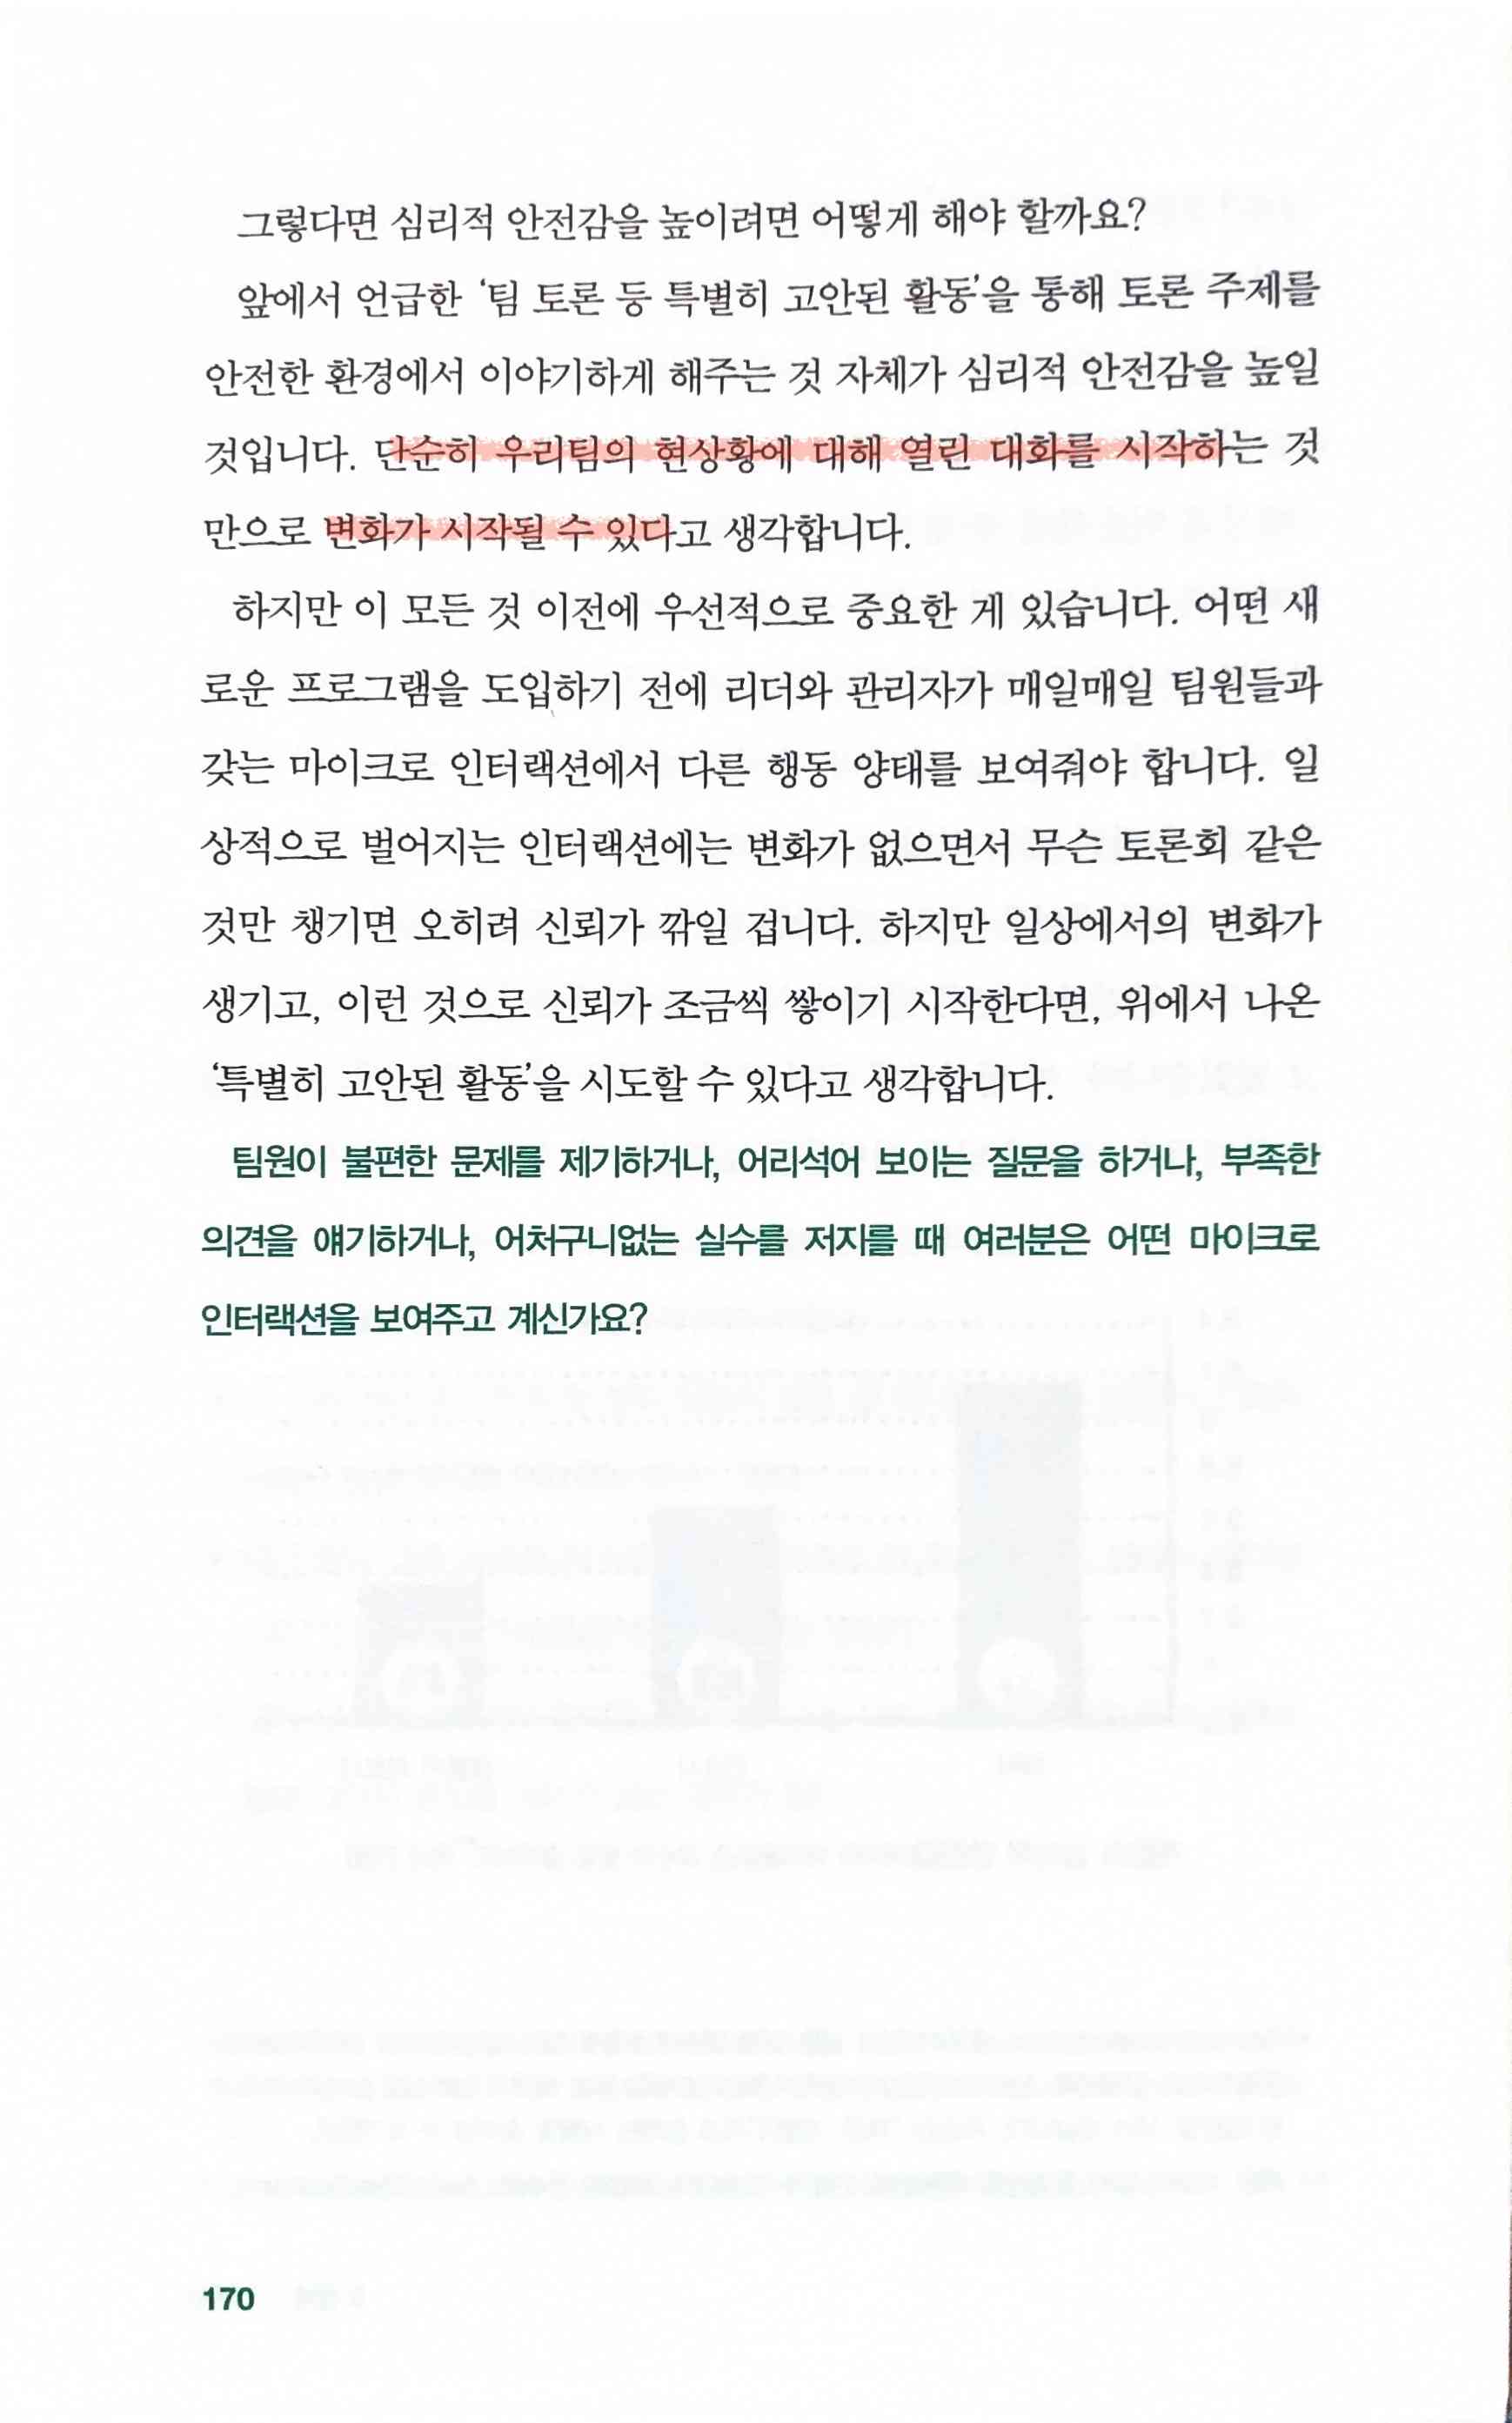 그렇다면 심리적 안전감을 높이려면 어떻게 해야 할까요?
앞에서 언급한 ‘팀 토론 등 특별히 고안된 활동’을 통해 토론 주제를
안전한 환경에서 이야기하게 해주는 것 자체가 심리적 안전감을 높일
것입니다. 단순히 우리팀의 현상황에 대해 열린 대화를 시작하는 것
만으로 변화가 시작될 수 있다고 생각합니다.
하지만 이 모든 것 이전에 우선적으로 중요한 게 있습니다. 어떤 새
로운 프로그램을 도입하기 전에 리더와 관리자가 매일매일 팀원들과
갖는 마이크로 인터랙션에서 다른 행동 양태를 보여줘야 합니다. 일
상적으로 벌어지는 인터랙션에는 변화가 없으면서 무슨 토론회 같은
것만 챙기면 오히려 신뢰가 깎일 겁니다. 하지만 일상에서의 변화가
생기고, 이런 것으로 신뢰가 조금씩 쌓이기 시작한다면, 위에서 나온
‘특별히 고안된 활동’을 시도할 수 있다고 생각합니다.
팀원이 불편한 문제를 제기하거나, 어리석어 보이는 질문을 하거나, 부족한
의견을 얘기하거나, 어처구니없는 실수를 저지를 때 여러분은 어떤 마이크로
인터랙션을 보여주고 계신가요?
170